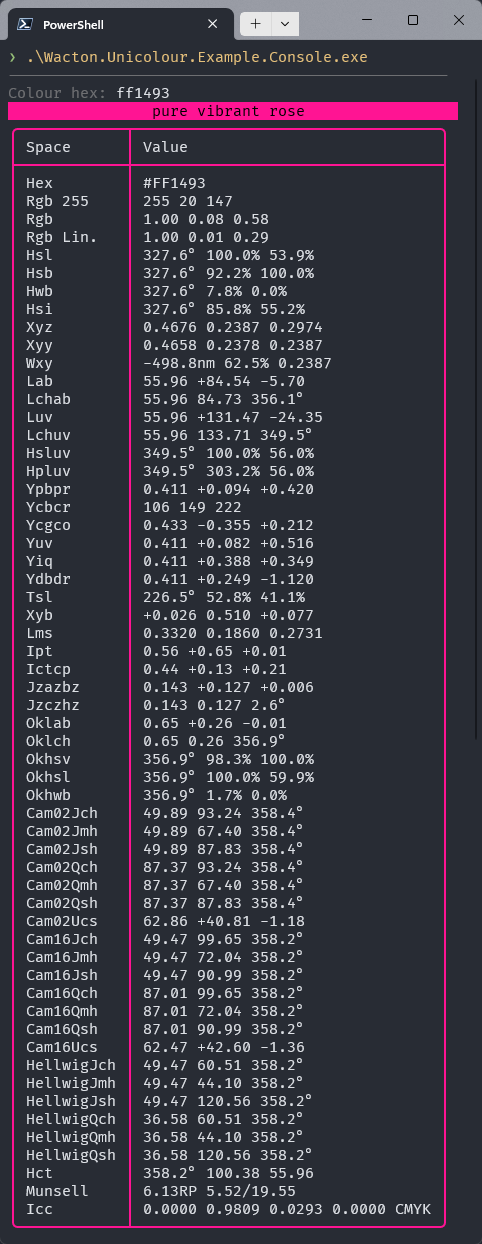 PowerShell
❯ .\Wacton.Unicolour.Example.Console.exe
Colour hex: ff1493
pure vibrant rose
Space Value
Hex #FF1493
Rgb 255 255 20 147
Rgb 1.00 0.08 0.58
Rgb Lin. 1.00 0.01 0.29
Hsl 327.6° 100.0% 53.9%
Hsb 327.6° 92.2% 100.0%
Hwb 327.6° 7.8% 0.0%
Hsi 327.6° 85.8% 55.2%
Xyz 0.4676 0.2387 0.2974
Xyy 0.4658 0.2378 0.2387
Wxy -498.8nm 62.5% 0.2387
Lab 55.96 +84.54 -5.70
Lchab 55.96 84.73 356.1°
Luv 55.96 +131.47 -24.35
Lchuv 55.96 133.71 349.5°
Hsluv 349.5° 100.0% 56.0%
Hpluv 349.5° 303.2% 56.0%
Ypbpr 0.411 +0.094 +0.420
Ycbcr 106 149 222
Ycgco 0.433 -0.355 +0.212
Yuv 0.411 +0.082 +0.516
Yiq 0.411 +0.388 +0.349
Ydbdr 0.411 +0.249 -1.120
Tsl 226.5° 52.8% 41.1%
Xyb +0.026 0.510 +0.077
Lms 0.3320 0.1860 0.2731
Ipt 0.56 +0.65 +0.01
Ictcp 0.44 +0.13 +0.21
Jzazbz 0.143 +0.127 +0.006
Jzczhz 0.143 0.127 2.6°
Oklab 0.65 +0.26 -0.01
Oklch 0.65 0.26 356.9°
Okhsv 356.9° 98.3% 100.0%
Okhsl 356.9° 100.0% 59.9%
Okhwb 356.9° 1.7% 0.0%
Cam02Jch 49.89 93.24 358.4°
Cam02Jmh 49.89 67.40 358.4°
Cam02Jsh 49.89 87.83 358.4°
Cam02Qch 87.37 93.24 358.4°
Cam02Qmh 87.37 67.40 358.4°
Cam02Qsh 87.37 87.83 358.4°
Cam02Ucs 62.86 +40.81 -1.18
Cam16Jch 49.47 99.65 358.2°
Cam16Jmh 49.47 72.04 358.2°
Cam16Jsh 49.47 90.99 358.2°
Cam16Qch 87.01 99.65 358.2°
Cam16Qmh 87.01 72.04 358.2°
Cam16Qsh 87.01 90.99 358.2°
Cam16Ucs 62.47 +42.60 -1.36
HellwigJch 49.47 60.51 358.2°
HellwigJmh 49.47 44.10 358.2°
HellwigJsh 49.47 120.56 358.2°
HellwigQch 36.58 60.51 358.2°
HellwigQmh 36.58 44.10 358.2°
HellwigQsh 36.58 120.56 358.2°
Hct 358.2° 100.38 55.96
Munsell 6.13RP 5.52/19.55
Icc 0.0000 0.9809 0.0293 0.0000 CMYK